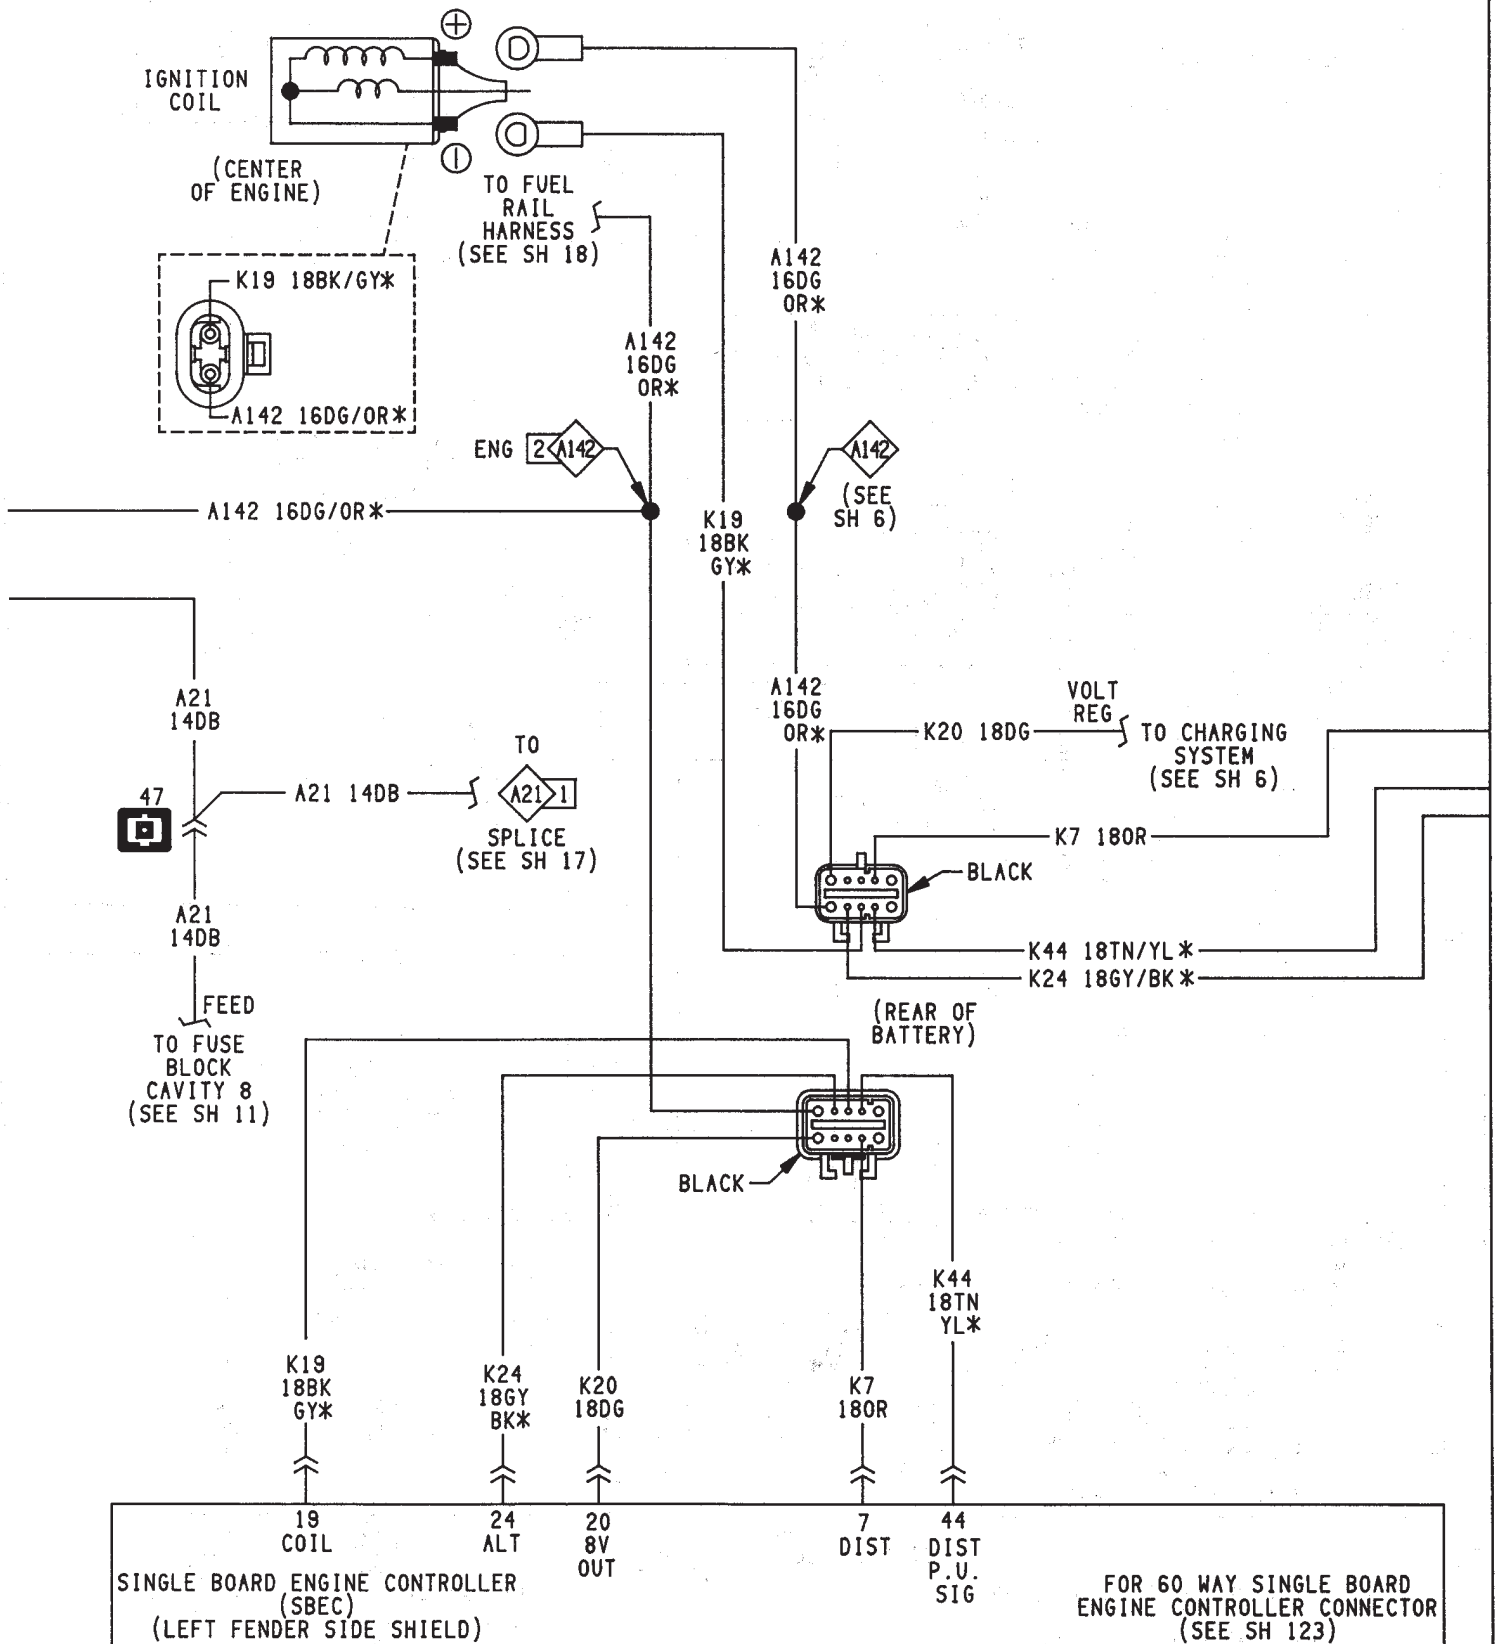 IGNITION
COIL
(CENTER
OF ENGINE)
TO FUEL
RAIL
HARNESS
(SEE SH 18)
K19 18BK/GY*
A142 16DG/OR*
A142
16DG
OR*
A142
16DG
OR*
ENG 2 A142
A142
(SEE
SH 6)
A142 16DG/OR*
K19
18BK
GY*
A21
14DB
A142
16DG
OR*
VOLT
REG
K20 18DG
TO CHARGING
SYSTEM
(SEE SH 6)
TO
A21 1
SPLICE
(SEE SH 17)
A21 14DB
47
K7 18OR
BLACK
A21
14DB
K44 18TN/YL*
K24 18GY/BK*
(REAR OF
BATTERY)
FEED
TO FUSE
BLOCK
CAVITY 8
(SEE SH 11)
BLACK
K44
18TN
YL*
K19
18BK
GY*
K24
18GY
BK*
K20
18DG
K7
18OR
19
COIL
24
ALT
20
8V
OUT
7
DIST
44
DIST
P.U.
SIG
SINGLE BOARD ENGINE CONTROLLER
(SBEC)
(LEFT FENDER SIDE SHIELD)
FOR 60 WAY SINGLE BOARD
ENGINE CONTROLLER CONNECTOR
(SEE SH 123)